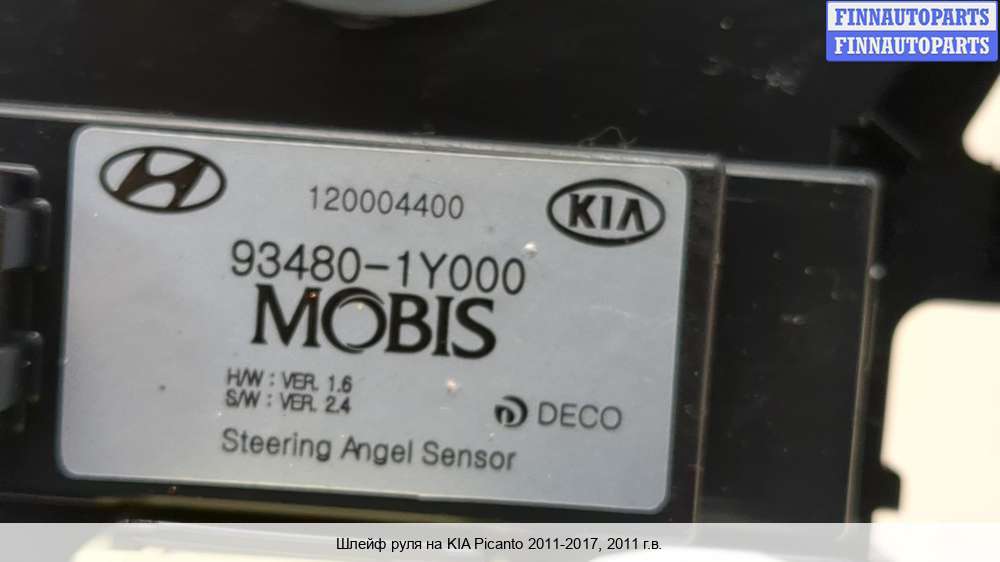 FINNAUTOPARTS
FINNAUTOPARTS
120004400
KIA
93480-1Y000
MOBIS
H/W : VER. 1.6
S/W : VER. 2.4
DECO
Steering Angel Sensor
Шлейф руля на KIA Picanto 2011-2017, 2011 г.в.